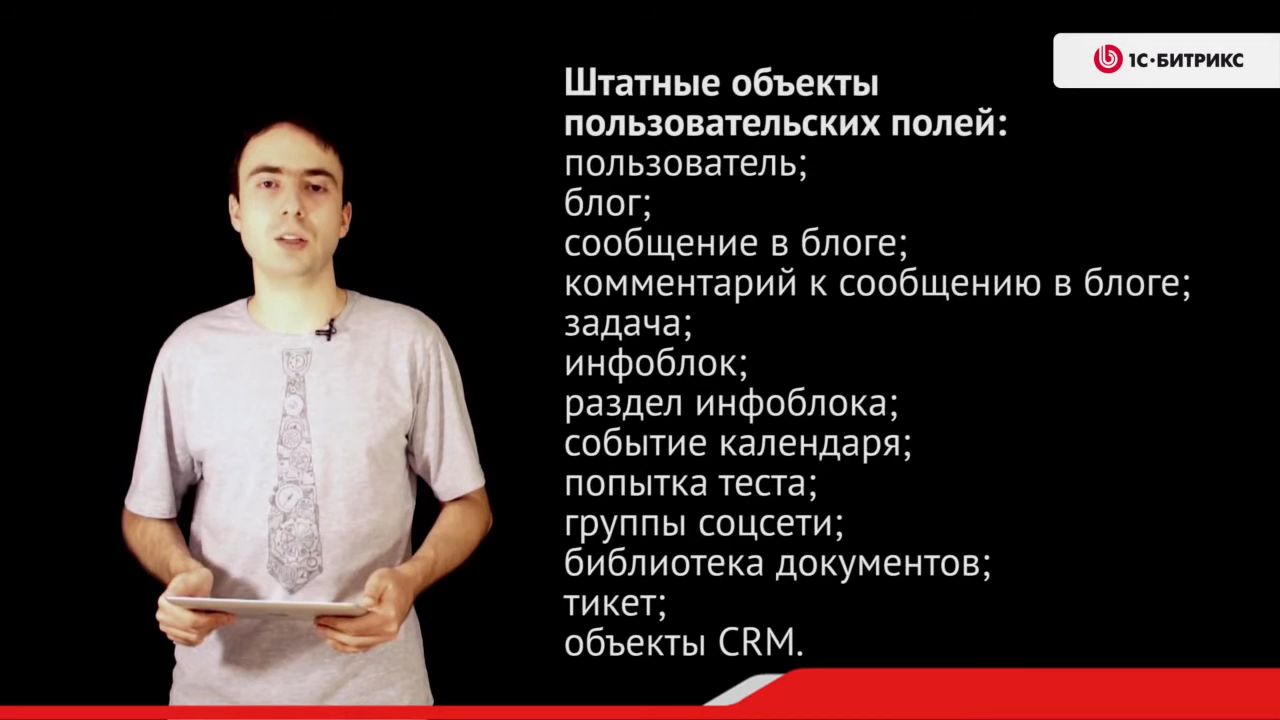 1С·БИТРИКС
Штатные объекты
пользовательских полей:
пользователь;
блог;
сообщение в блоге;
комментарий к сообщению в блоге;
задача;
инфоблок;
раздел инфоблока;
событие календаря;
попытка теста;
группы соцсети;
библиотека документов;
тикет;
объекты CRM.